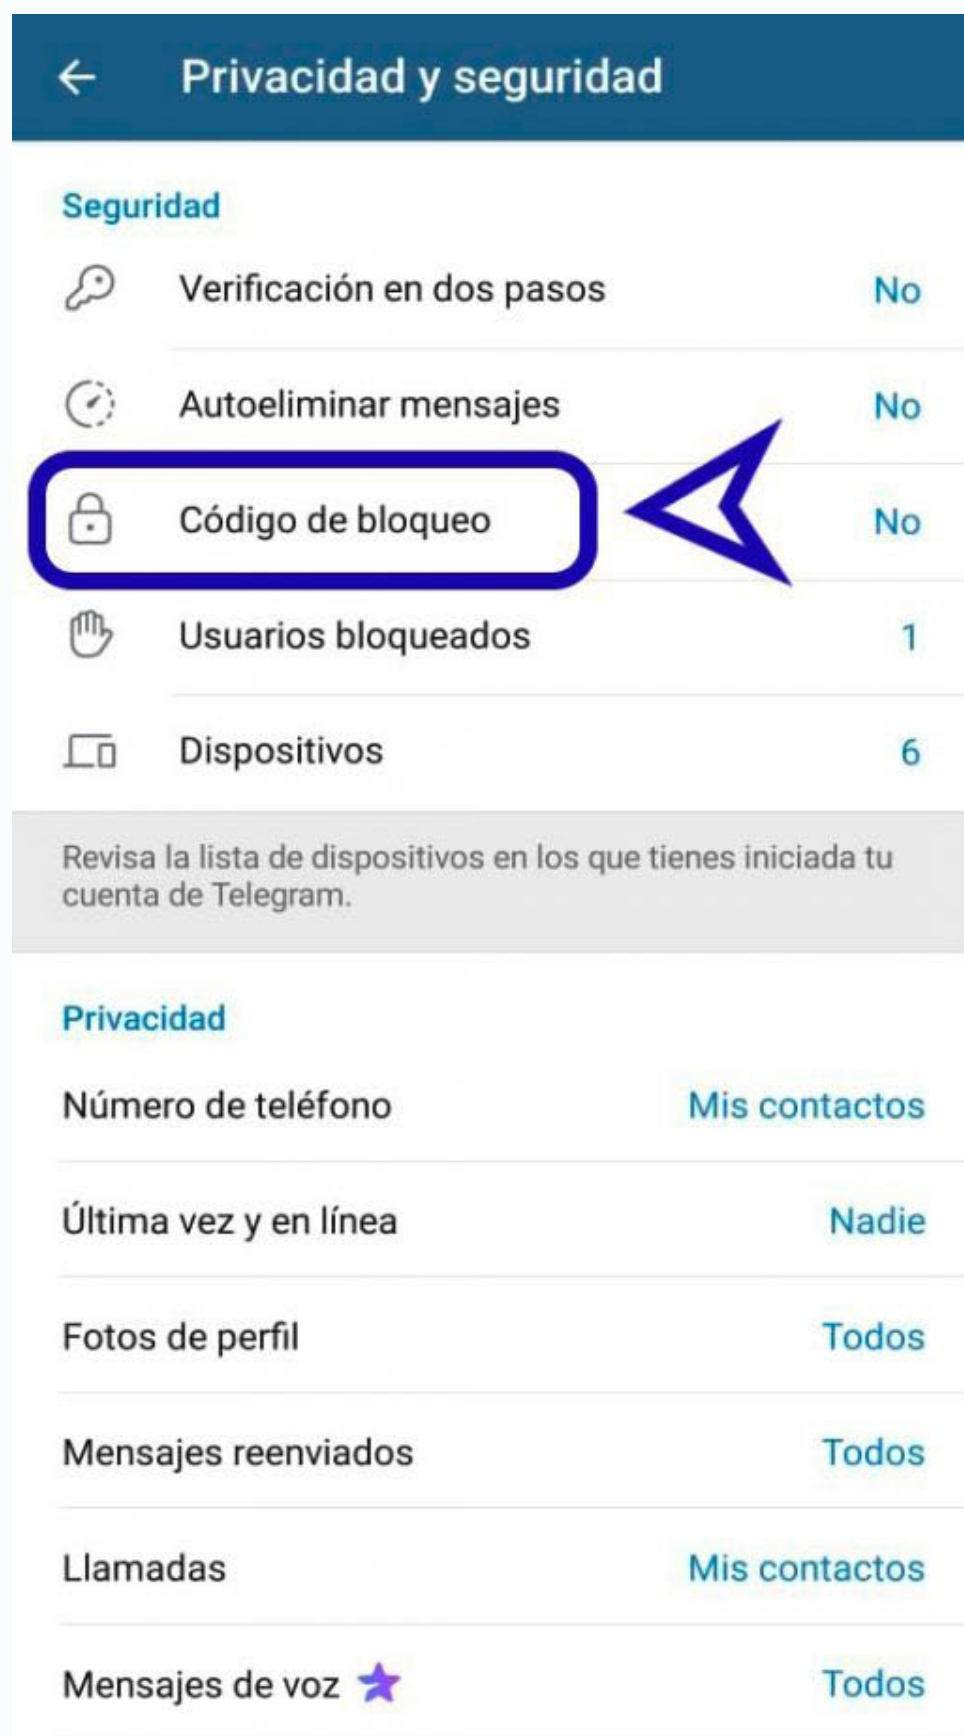 Privacidad y seguridad
Seguridad
Verificación en dos pasos No
Autoeliminar mensajes No
Código de bloqueo No
Usuarios bloqueados 1
Dispositivos 6
Revisa la lista de dispositivos en los que tienes iniciada tu
cuenta de Telegram.
Privacidad
Número de teléfono Mis contactos
Última vez y en línea Nadie
Fotos de perfil Todos
Mensajes reenviados Todos
Llamadas Mis contactos
Mensajes de voz Todos